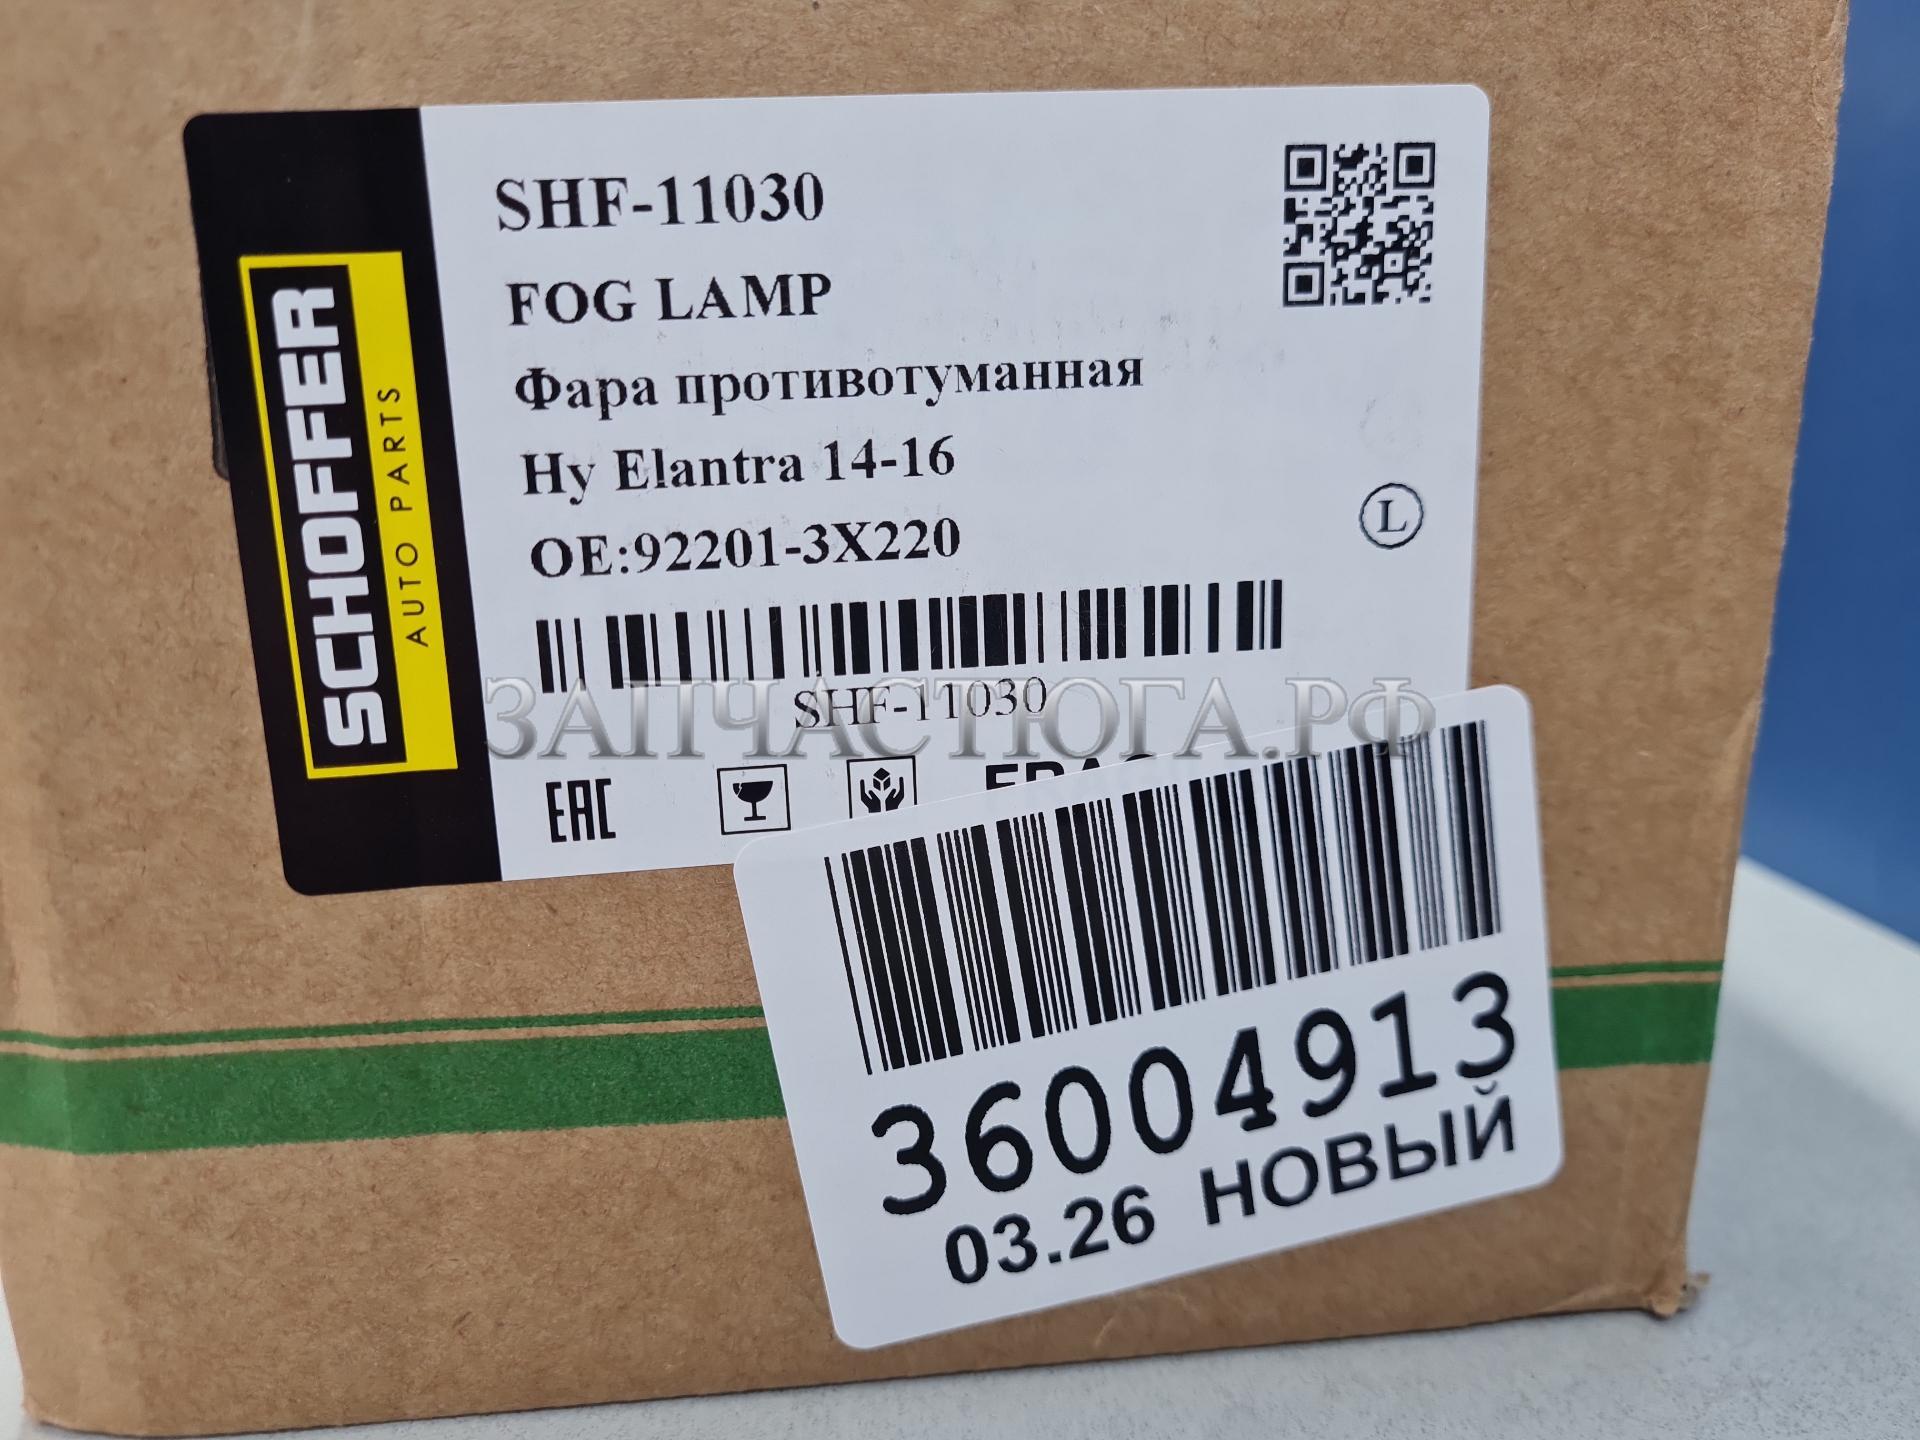 SCHOFFER
AUTO PARTS
SHF-11030
FOG LAMP
Фара противотуманная
Hy Elantra 14-16
OE:92201-3X220
L
SHF-11030
ЗАПЧАСТЮГА.РФ
EAC
36004913
03.26 НОВЫЙ